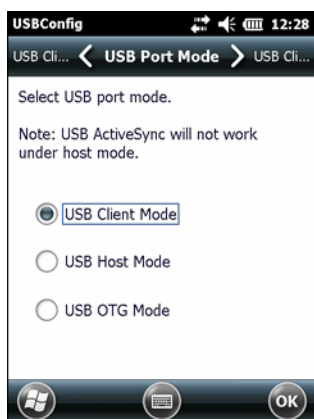 USBConfig 12:28
USB Cli... USB Port Mode USB Cli...
Select USB port mode.
Note: USB ActiveSync will not work
under host mode.
USB Client Mode
USB Host Mode
USB OTG Mode
OK